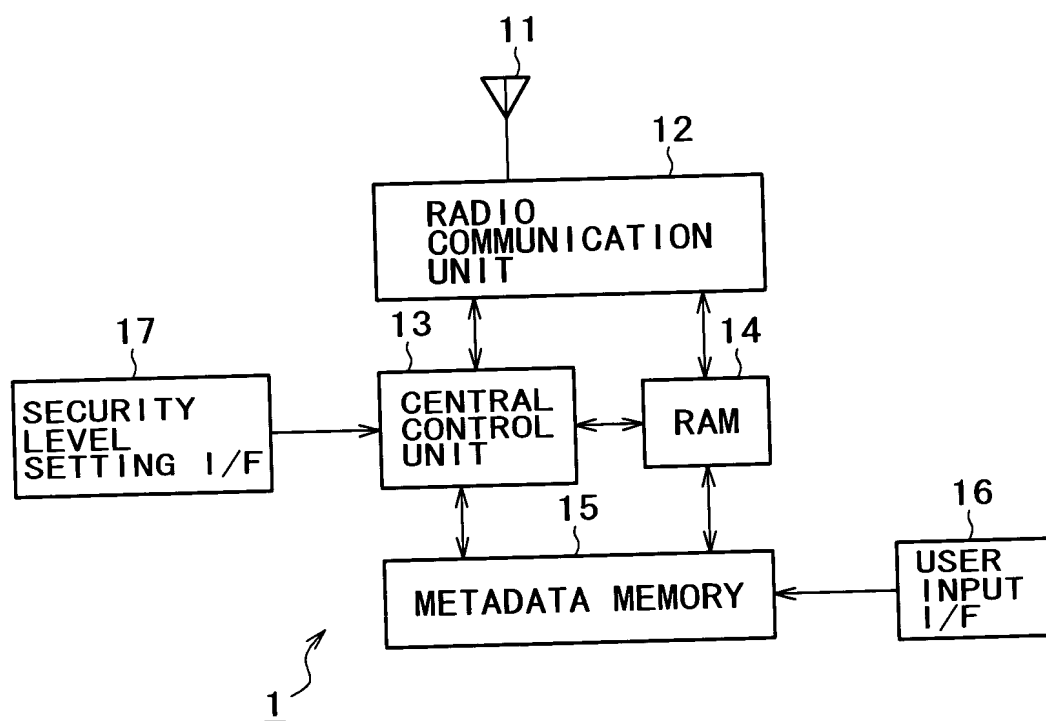 11
12
RADIO
COMMUNICATION
UNIT
17
13
14
SECURITY
LEVEL
SETTING I/F
CENTRAL
CONTROL
UNIT
RAM
15
16
METADATA MEMORY
USER
INPUT
I/F
1